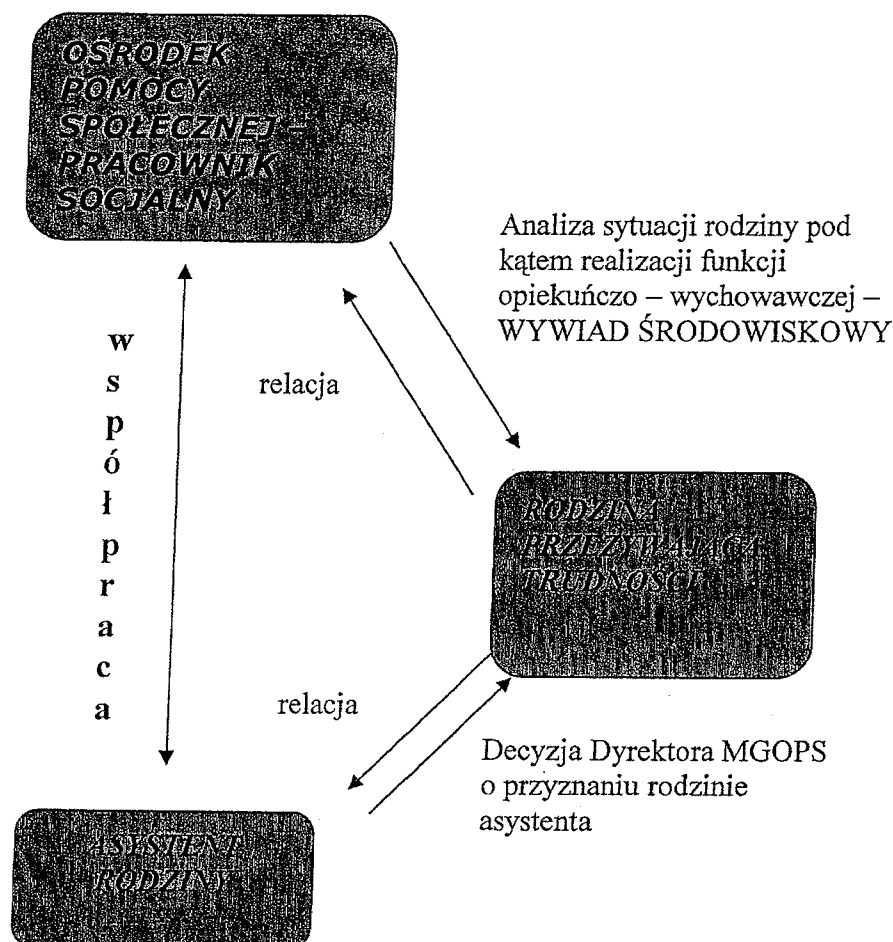 OŚRODEK
POMOCY
SPOŁECZNEJ –
PRACOWNIK
SOCJALNY
Analiza sytuacji rodziny pod
kątem realizacji funkcji
opiekuńczo – wychowawczej –
WYWIAD ŚRODOWISKOWY
w
s
p
ó
ł
p
r
a
c
a
relacja
RODZINA
PRZEŻYWAJĄCA
TRUDNOŚCI
relacja
Decyzja Dyrektora MGOPS
o przyznaniu rodzinie
asystenta
ASYSTENT
RODZINY